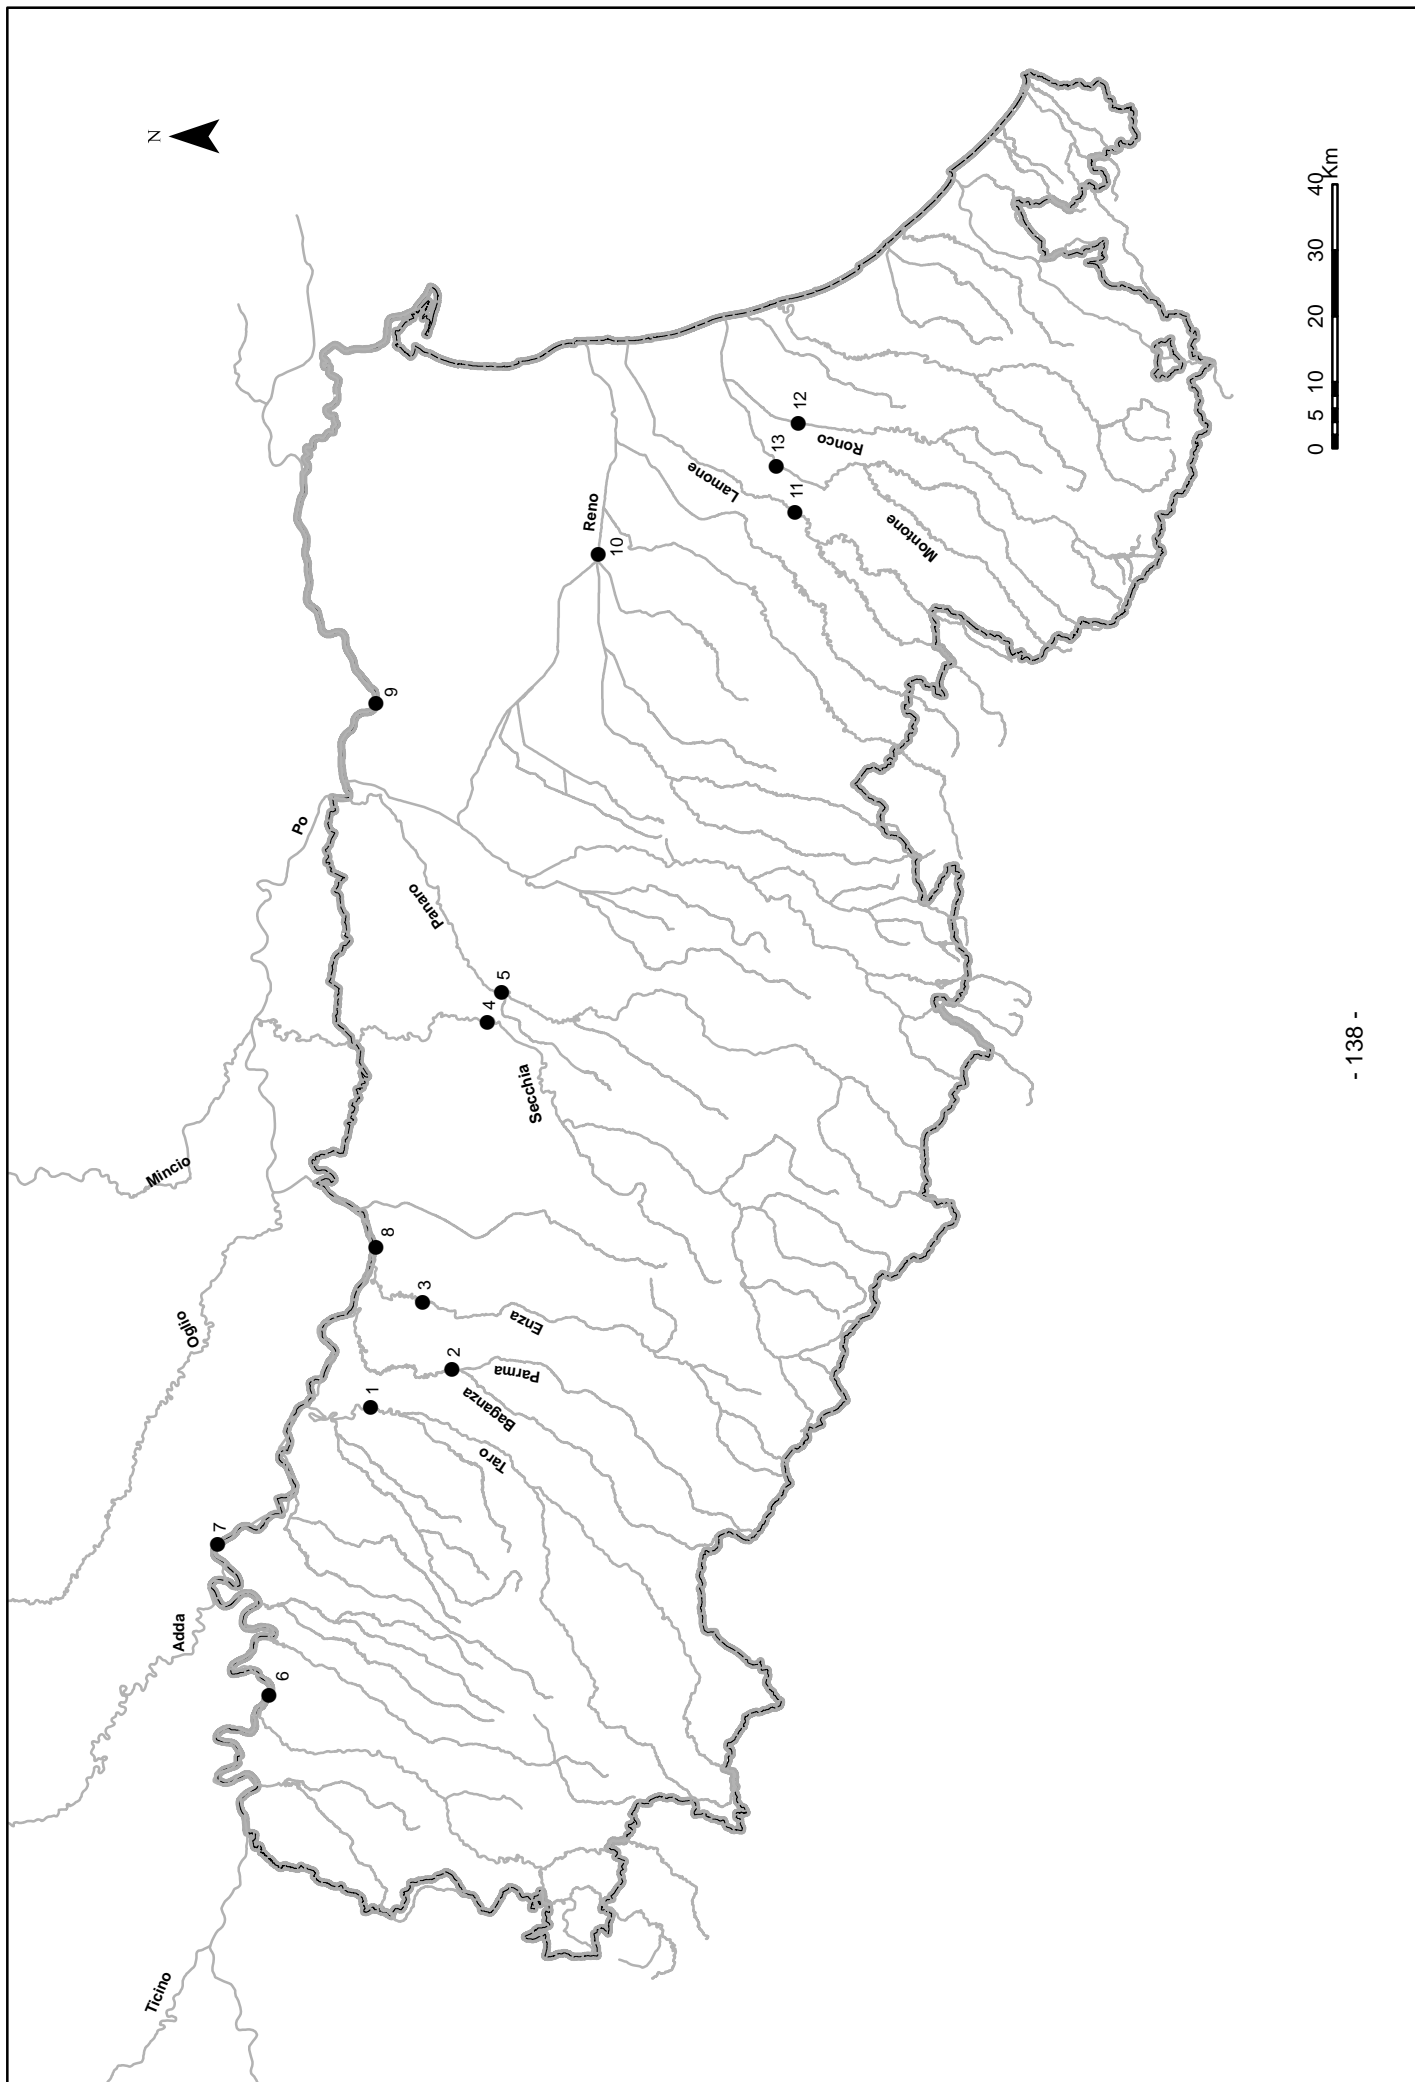 N
Ticino
Adda
Oglio
Mincio
Po
7
6
8
9
1
2
3
4
5
10
11
13
12
Taro
Baganza
Parma
Enza
Secchia
Panaro
Reno
Lamone
Montone
Ronco
0 5 10 20 30 40
Km
- 138 -